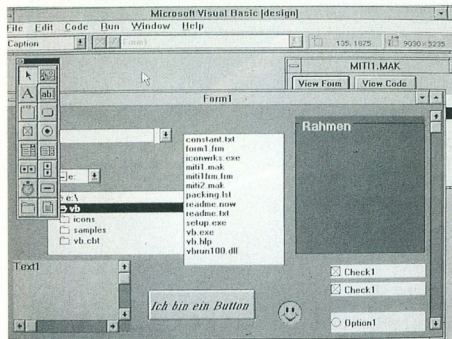 Microsoft Visual Basic [design]
File Edit Code Run Window Help
Caption
Form1
135, 1875
9030×5235
MITI1.MAK
View Form
View Code
Form1
A
ab
constant.txt
form1.frm
iconwrks.exe
miti1.mak
miti1frm.frm
miti2.mak
packing.lst
readme.now
readme.txt
setup.exe
vb.exe
vb.hlp
vbrun100.dll
Rahmen
e:
e:\
vb
icons
samples
vb.cbt
Text1
Ich bin ein Button
Check1
Check1
Option1